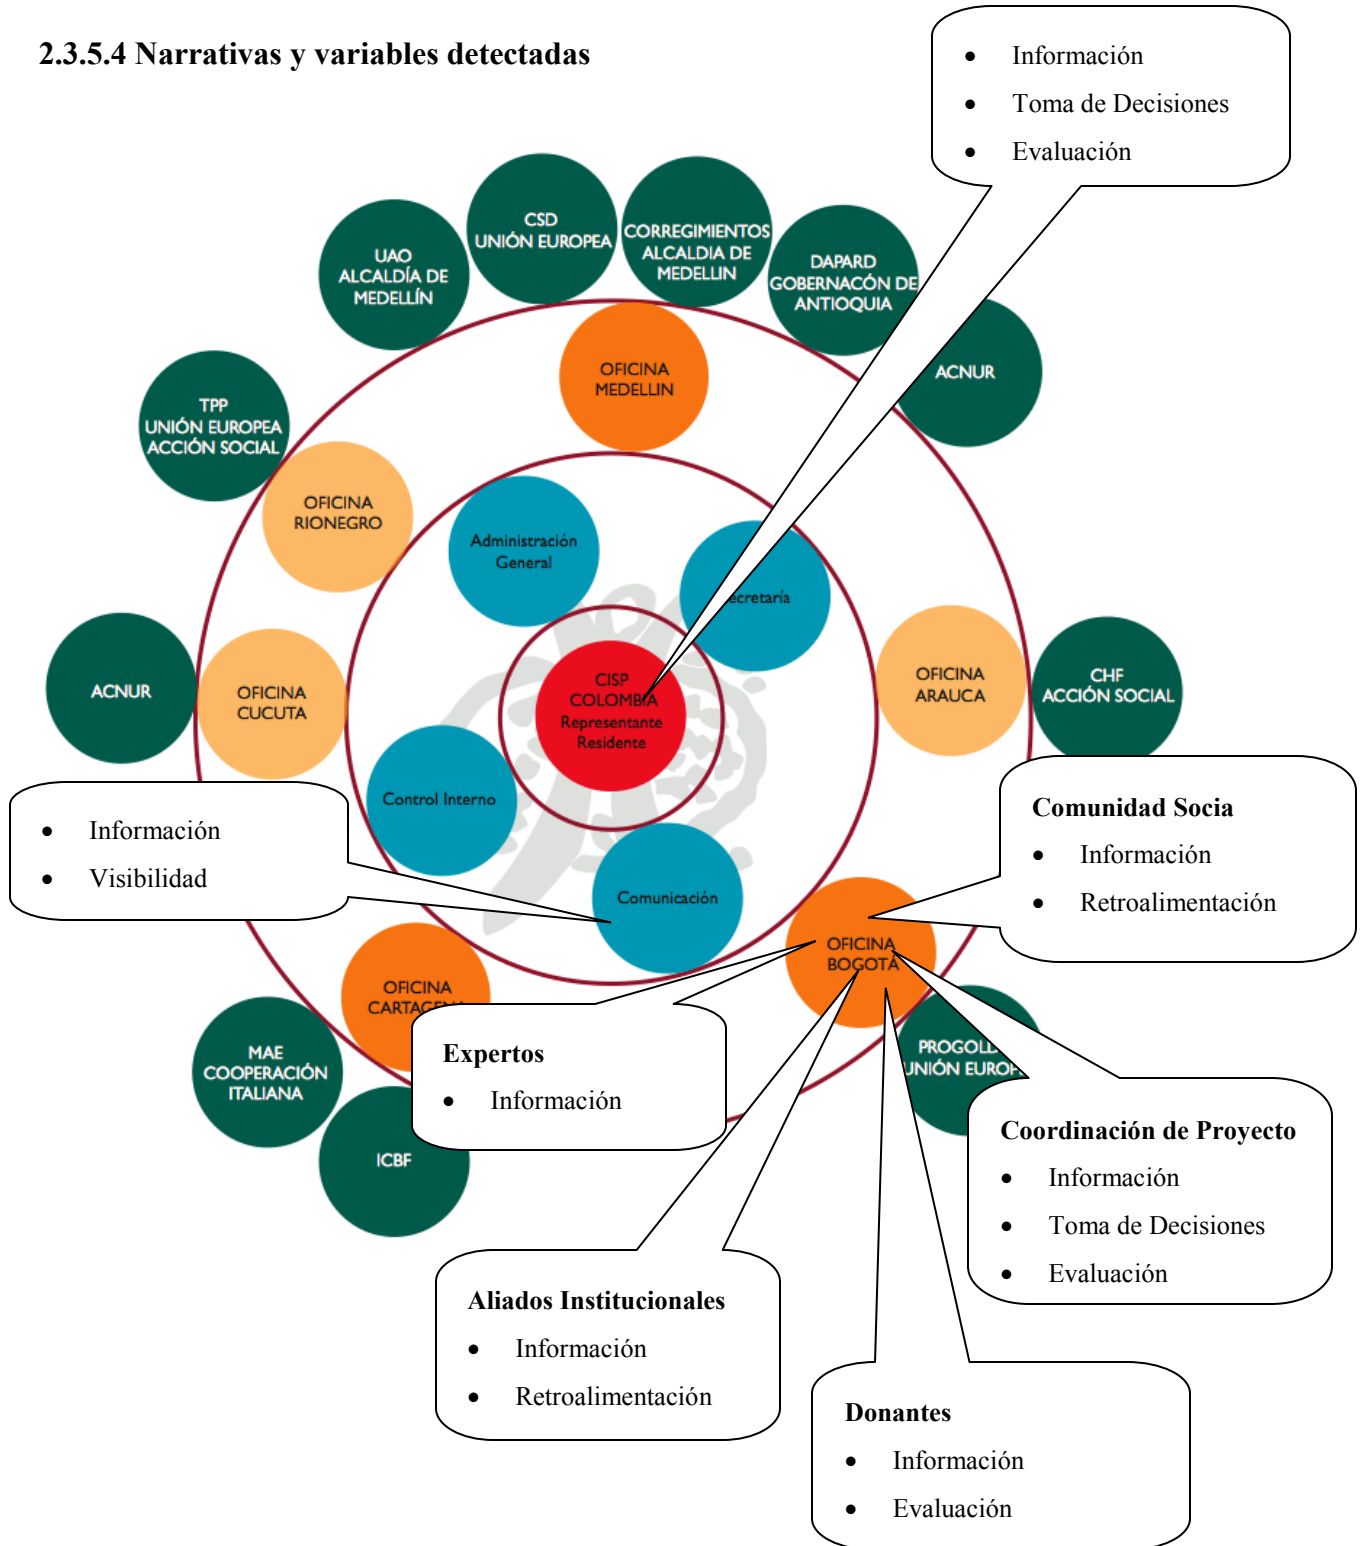 2.3.5.4 Narrativas y variables detectadas
• Información
• Toma de Decisiones
• Evaluación
CSD
UNIÓN EUROPEA
CORREGIMIENTOS
ALCALDIA DE
MEDELLIN
UAO
ALCALDÍA DE
MEDELLÍN
DAPARD
GOBERNACÓN DE
ANTIOQUIA
ACNUR
OFICINA
MEDELLIN
TPP
UNIÓN EUROPEA
ACCIÓN SOCIAL
OFICINA
RIONEGRO
Administración
General
ecretaría
ACNUR
OFICINA
CUCUTA
CISP
COLOMBIA
Representante
Residente
OFICINA
ARAUCA
CHF
ACCIÓN SOCIAL
Control Interno
• Información
• Visibilidad
Comunicación
Comunidad Socia
• Información
• Retroalimentación
OFICINA
BOGOTÁ
OFICINA
CARTAGENA
MAE
COOPERACIÓN
ITALIANA
ICBF
Expertos
• Información
PROGOLD
UNIÓN EUROP
Coordinación de Proyecto
• Información
• Toma de Decisiones
• Evaluación
Aliados Institucionales
• Información
• Retroalimentación
Donantes
• Información
• Evaluación